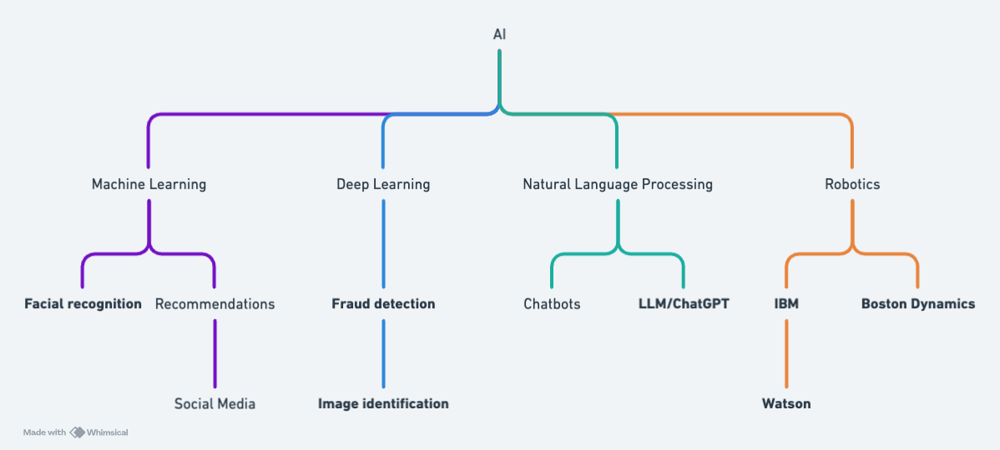 AI
Machine Learning
Deep Learning
Natural Language Processing
Robotics
Facial recognition
Recommendations
Fraud detection
Chatbots
LLM/ChatGPT
IBM
Boston Dynamics
Social Media
Image identification
Watson
Made with Whimsical